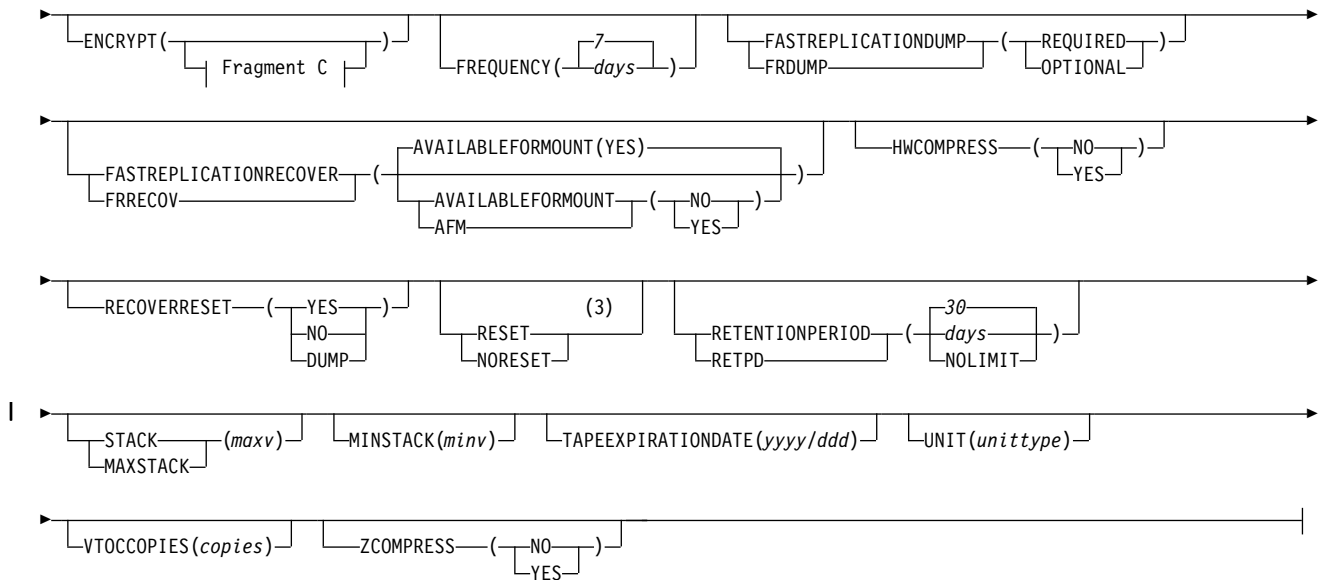 ENCRYPT( Fragment C )
FREQUENCY( 7 days )
FASTREPLICATIONDUMP FRDUMP ( REQUIRED OPTIONAL )
FASTREPLICATIONRECOVER FRRECOV ( AVAILABLEFORMOUNT(YES) AVAILABLEFORMOUNT AFM ( NO YES ) )
HWCOMPRESS ( NO YES )
RECOVERRESET ( YES NO DUMP )
RESET NORESET (3)
RETENTIONPERIOD RETPD ( 30 days NOLIMIT )
STACK MAXSTACK (maxv)
MINSTACK(minv)
TAPEEXPIRATIONDATE(yyyy/ddd)
UNIT(unittype)
VTOCCOPIES(copies)
ZCOMPRESS ( NO YES )